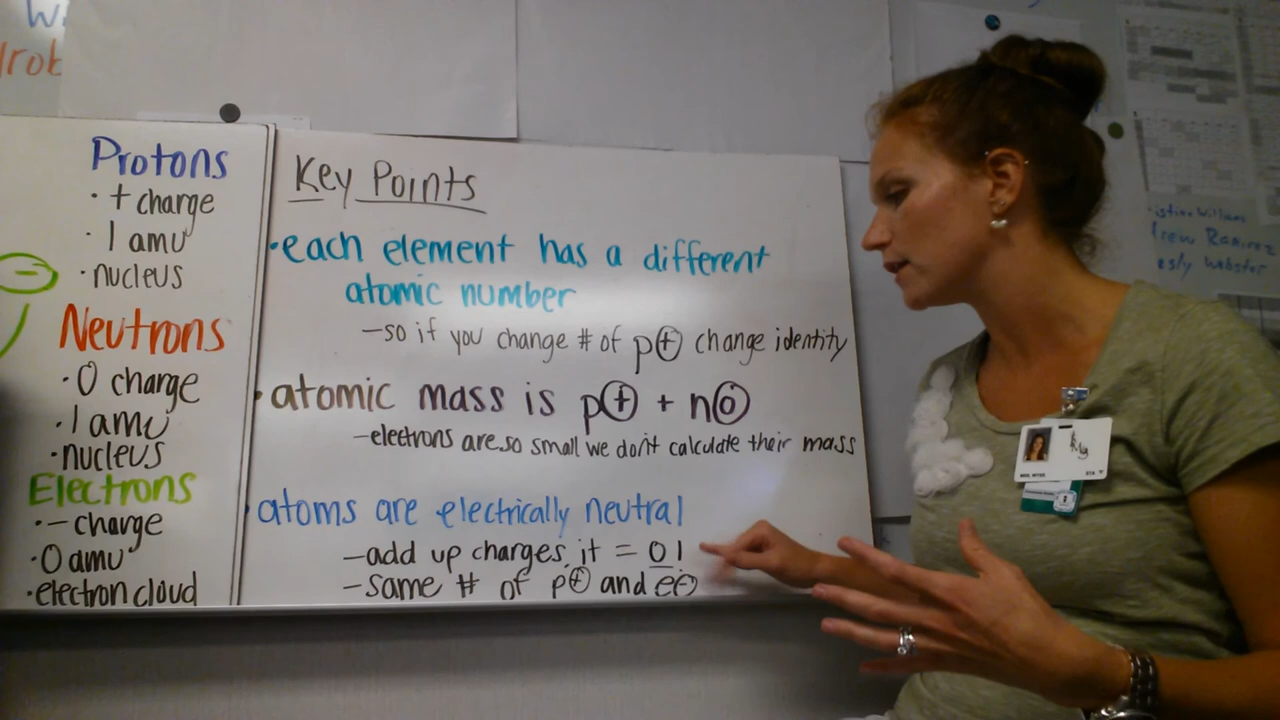 Protons
• + charge
• 1 amu
• nucleus
Neutrons
• 0 charge
• 1 amu
• nucleus
Electrons
• – charge
• 0 amu
• electron cloud
Key Points
• each element has a different
atomic number
– so if you change # of p⊕ change identity
• atomic mass is p⊕ + n⓪
– electrons are so small we don't calculate their mass
• atoms are electrically neutral
– add up charges, it = 0!
– same # of p⊕ and e⊖
Ramirez
Webster